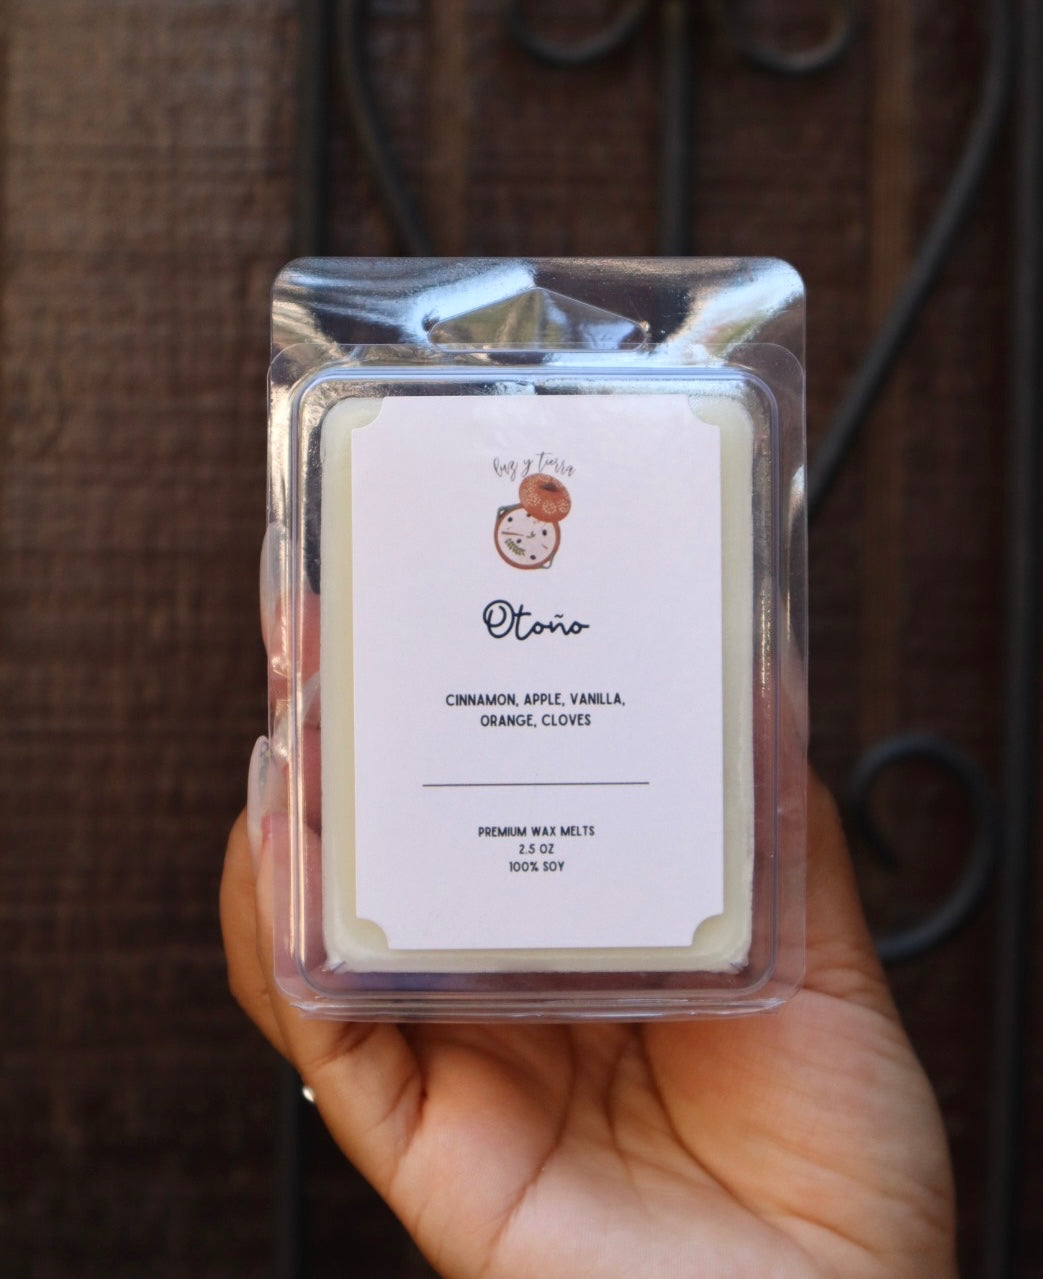 luz y tierra
Otoño
CINNAMON, APPLE, VANILLA,
ORANGE, CLOVES
PREMIUM WAX MELTS
2.5 OZ
100% SOY